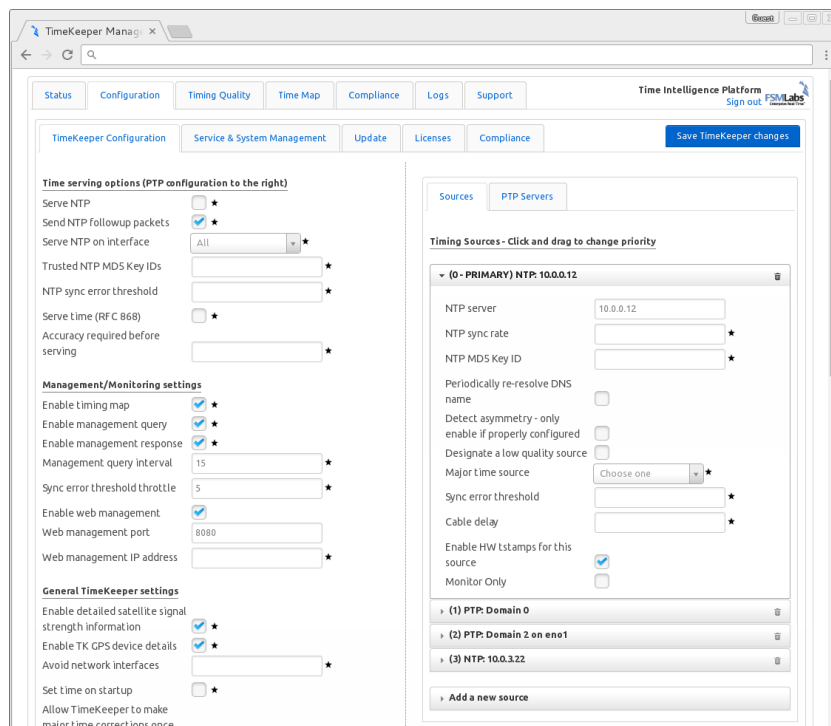 Guest
TimeKeeper Manag
Status
Configuration
Timing Quality
Time Map
Compliance
Logs
Support
Time Intelligence Platform
Sign out
FSMLabs
TimeKeeper Configuration
Service & System Management
Update
Licenses
Compliance
Save TimeKeeper changes
Time serving options (PTP configuration to the right)
Serve NTP
Send NTP followup packets
Serve NTP on interface
All
Trusted NTP MD5 Key IDs
NTP sync error threshold
Serve time (RFC 868)
Accuracy required before
serving
Management/Monitoring settings
Enable timing map
Enable management query
Enable management response
Management query interval
15
Sync error threshold throttle
5
Enable web management
Web management port
8080
Web management IP address
General TimeKeeper settings
Enable detailed satellite signal
strength information
Enable TK GPS device details
Avoid network interfaces
Set time on startup
Allow TimeKeeper to make
major time corrections once
Sources
PTP Servers
Timing Sources - Click and drag to change priority
(0 - PRIMARY) NTP: 10.0.0.12
NTP server
10.0.0.12
NTP sync rate
NTP MD5 Key ID
Periodically re-resolve DNS
name
Detect asymmetry - only
enable if properly configured
Designate a low quality source
Major time source
Choose one
Sync error threshold
Cable delay
Enable HW tstamps for this
source
Monitor Only
(1) PTP: Domain 0
(2) PTP: Domain 2 on eno1
(3) NTP: 10.0.3.22
Add a new source